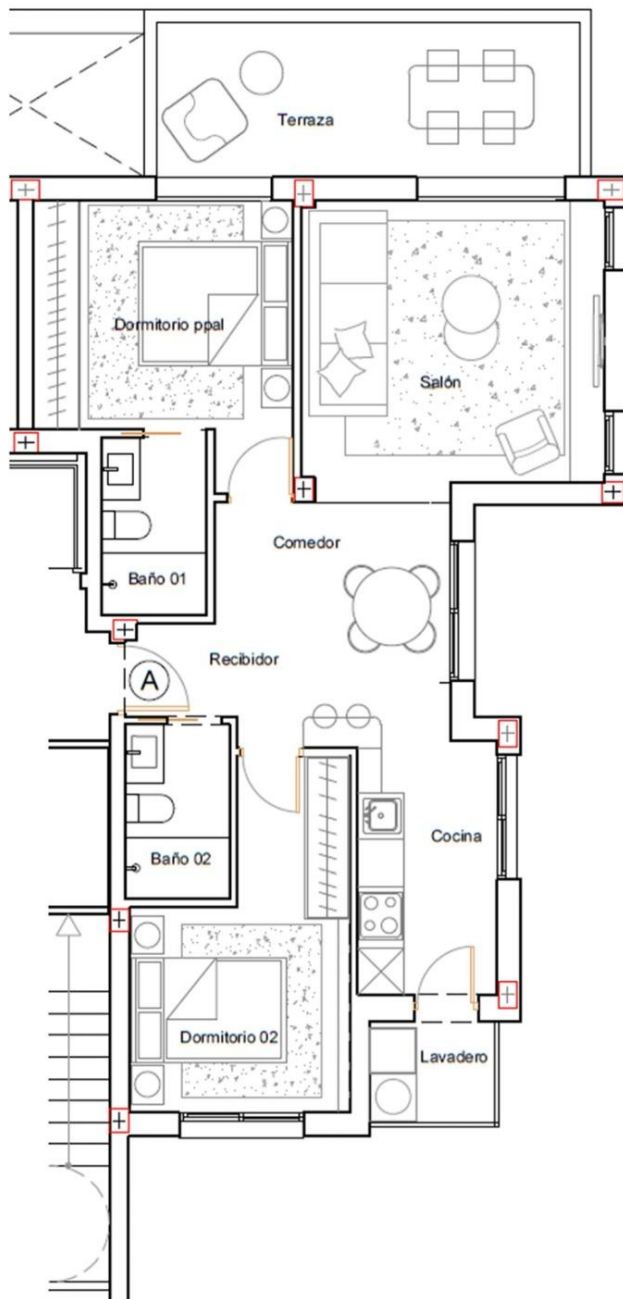 Terraza
Dormitorio ppal
Salón
Comedor
Baño 01
Recibidor
A
Cocina
Baño 02
Dormitorio 02
Lavadero